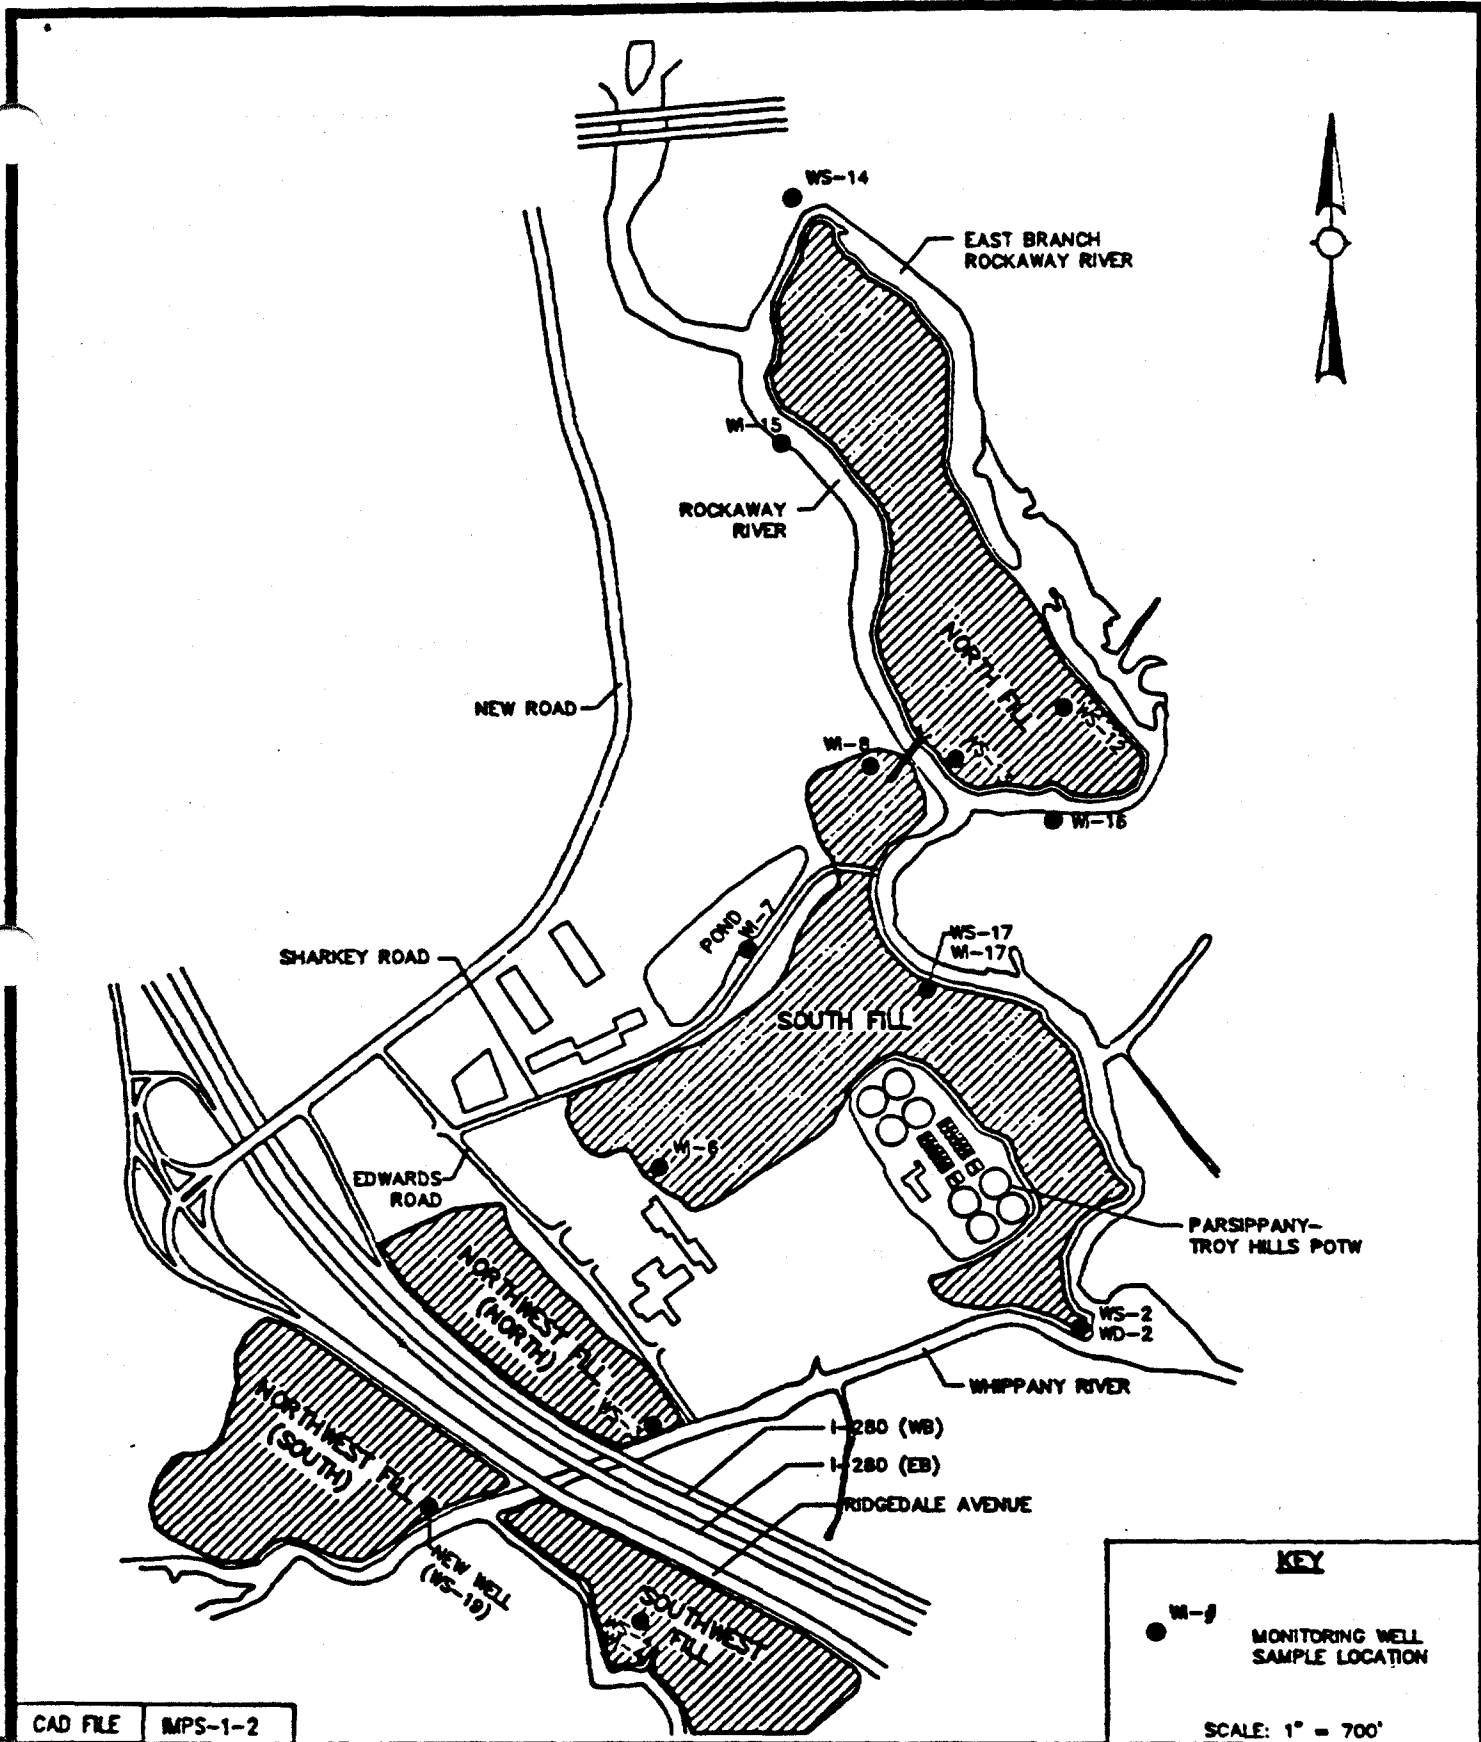 WS-14
EAST BRANCH
ROCKAWAY RIVER
WI-15
ROCKAWAY
RIVER
NORTH FILL
NEW ROAD
WS-12
WI-8
WI-16
POND
WI-7
SHARKEY ROAD
WS-17
WI-17
SOUTH FILL
WI-6
EDWARDS
ROAD
PARSIPPANY-
TROY HILLS POTW
NORTHWEST FILL
(NORTH)
WS-2
WD-2
WHIPPANY RIVER
NORTHWEST FILL
(SOUTH)
I-280 (WB)
I-280 (EB)
RIDGEDALE AVENUE
NEW WELL
(WS-19)
SOUTHWEST
FILL
KEY
MONITORING WELL
SAMPLE LOCATION
SCALE: 1" = 700'
CAD FILE
IMPS-1-2